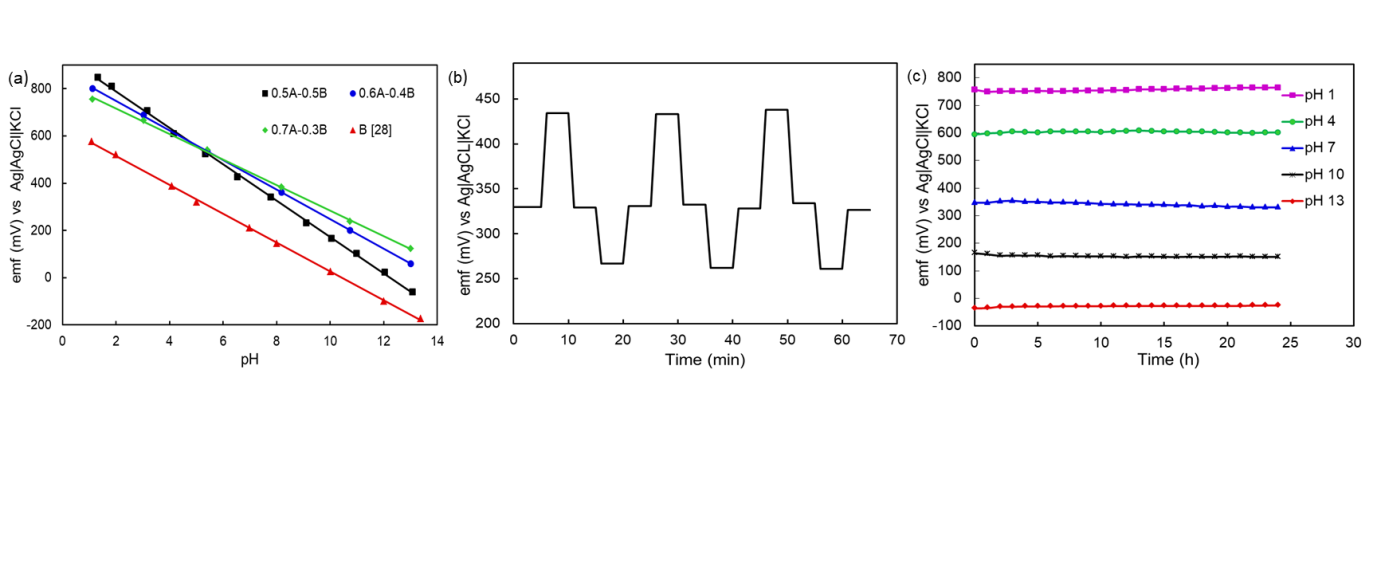 (a)
emf (mV) vs Ag|AgCl||KCl
800
600
400
200
0
-200
0 2 4 6 8 10 12 14
pH
0.5A-0.5B 0.6A-0.4B
0.7A-0.3B B [28]
(b)
emf (mV) vs Ag|AgCL||KCl
450
400
350
300
250
200
0 10 20 30 40 50 60 70
Time (min)
(c)
emf (mV) vs Ag|AgCl||KCl
800
700
600
500
400
300
200
100
0
-100
0 5 10 15 20 25 30
Time (h)
pH 1
pH 4
pH 7
pH 10
pH 13